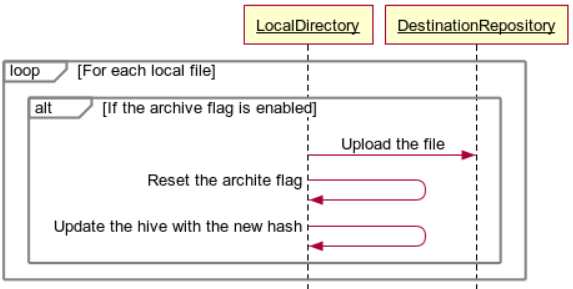 LocalDirectory
DestinationRepository
loop
[For each local file]
alt
[If the archive flag is enabled]
Upload the file
Reset the archite flag
Update the hive with the new hash